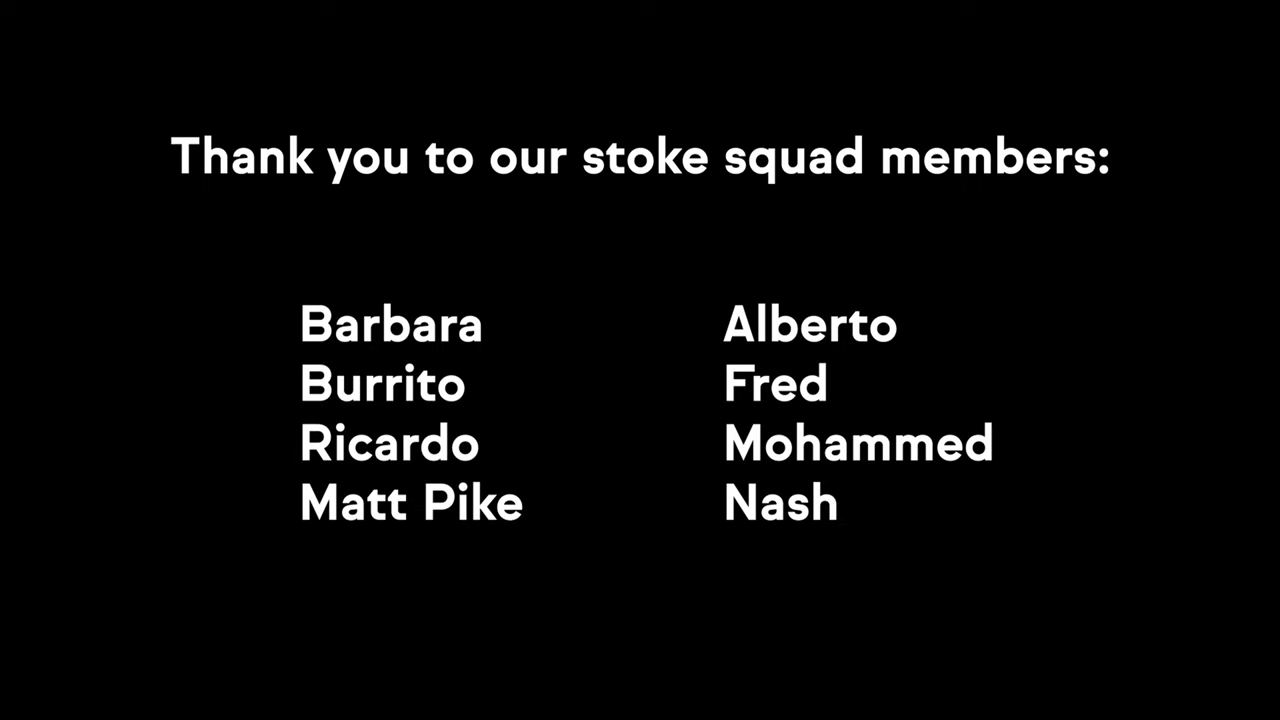 Thank you to our stoke squad members:
Barbara
Burrito
Ricardo
Matt Pike
Alberto
Fred
Mohammed
Nash